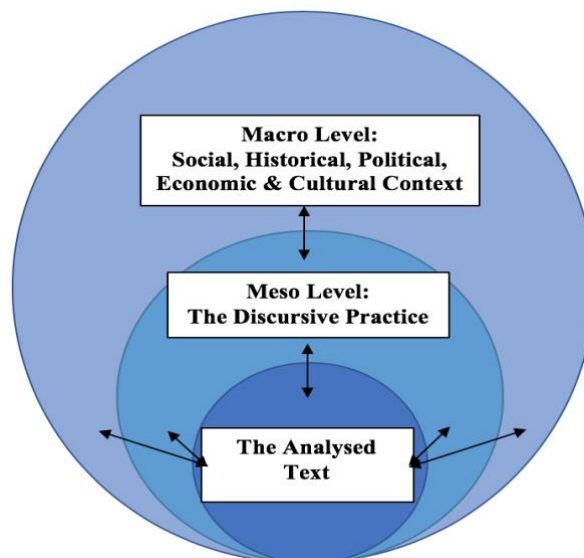 Macro Level:
Social, Historical, Political,
Economic & Cultural Context
Meso Level:
The Discursive Practice
The Analysed
Text